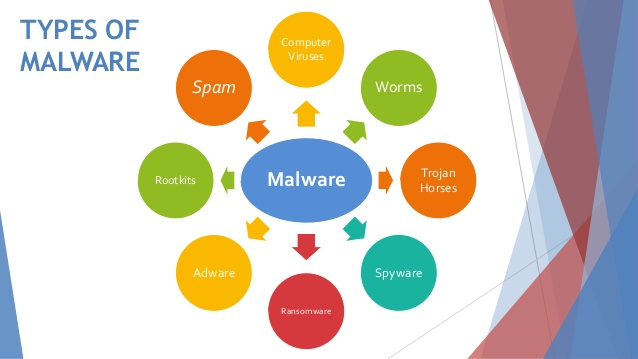 TYPES OF
MALWARE
Computer
Viruses
Spam
Worms
Rootkits
Malware
Trojan
Horses
Adware
Spyware
Ransomware